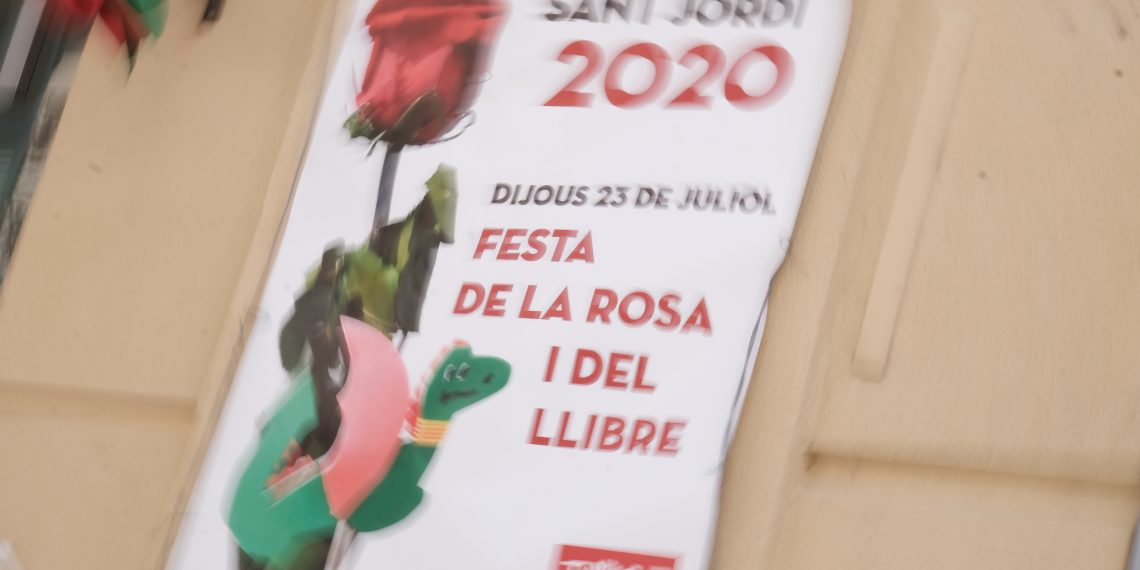 SANT JORDI
2020
DIJOUS 23 DE JULIOL
FESTA
DE LA ROSA
I DEL
LLIBRE